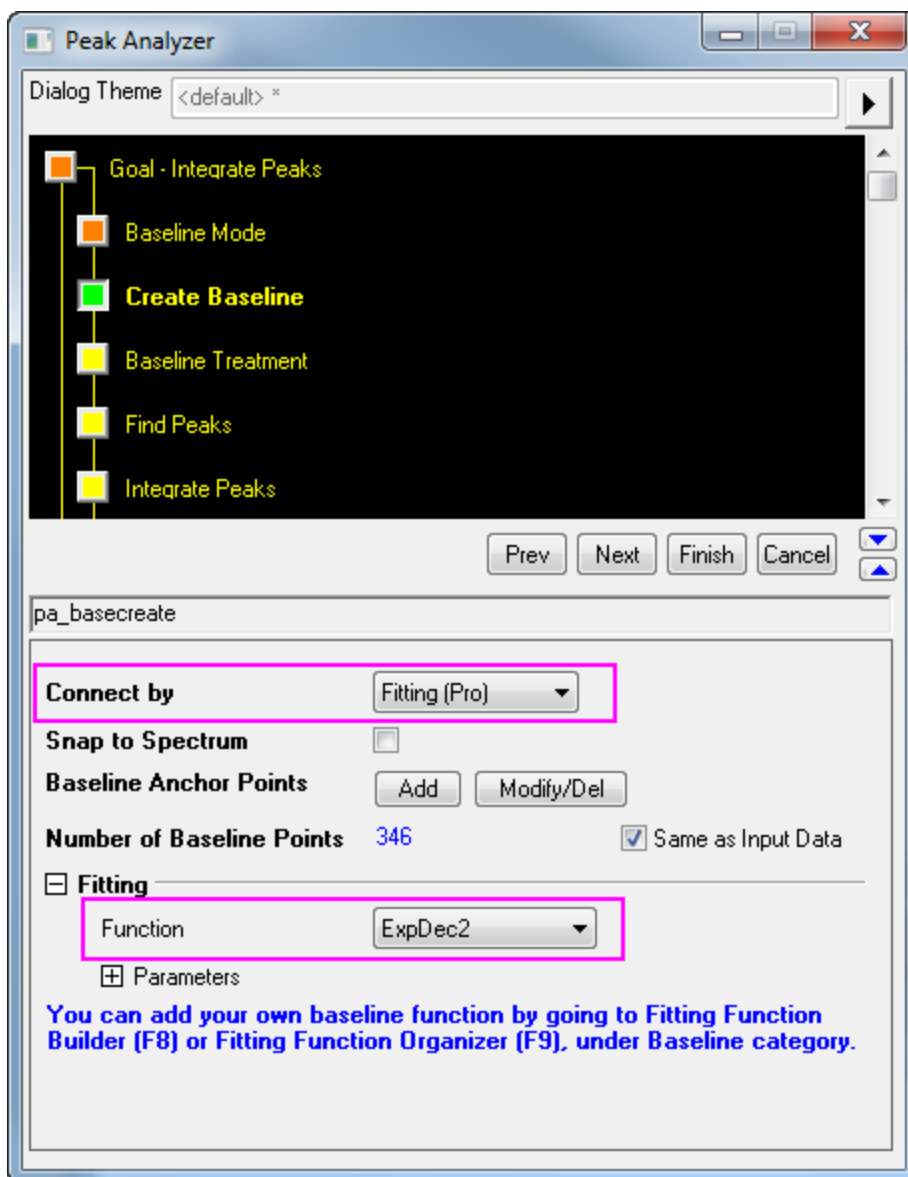 Peak Analyzer
Dialog Theme <default> *
Goal - Integrate Peaks
Baseline Mode
Create Baseline
Baseline Treatment
Find Peaks
Integrate Peaks
Prev Next Finish Cancel
pa_basecreate
Connect by Fitting (Pro)
Snap to Spectrum
Baseline Anchor Points Add Modify/Del
Number of Baseline Points 346 Same as Input Data
Fitting
Function ExpDec2
Parameters
You can add your own baseline function by going to Fitting Function
Builder (F8) or Fitting Function Organizer (F9), under Baseline category.